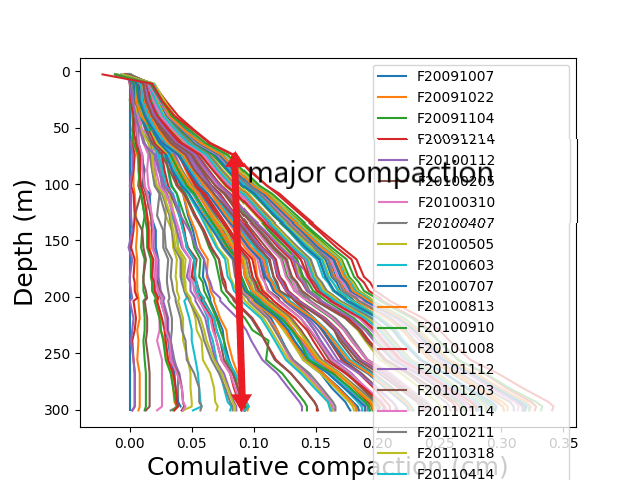 0
50
100
150
200
250
300
Depth (m)
major compaction
F20091007
F20091022
F20091104
F20091214
F20100112
F20100205
F20100310
F20100407
F20100505
F20100603
F20100707
F20100813
F20100910
F20101008
F20101112
F20101203
F20110114
F20110211
F20110318
F20110414
0.00 0.05 0.10 0.15 0.20 0.25 0.30 0.35
Comulative compaction (cm)